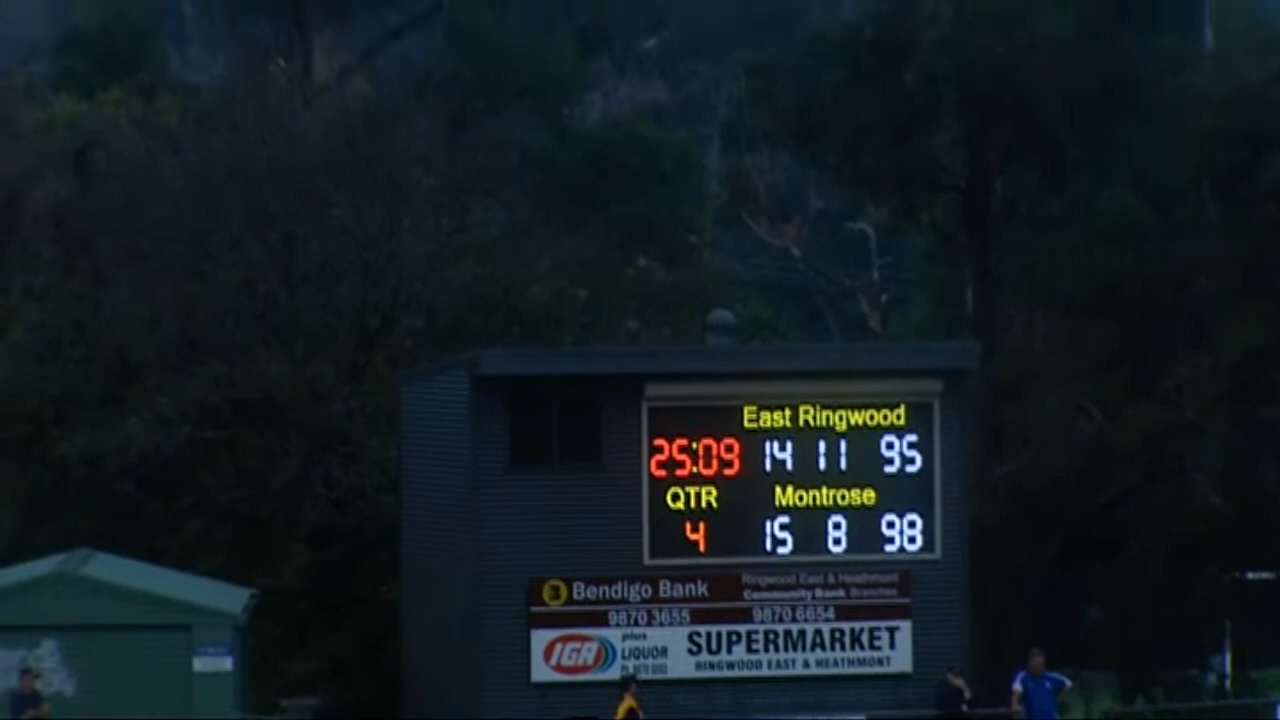 East Ringwood
25:09 14 11 95
QTR Montrose
4 15 8 98
Bendigo Bank
Ringwood East & Heathmont
Community Bank Branches
9870 3655 9870 6654
IGA plus LIQUOR
SUPERMARKET
RINGWOOD EAST & HEATHMONT